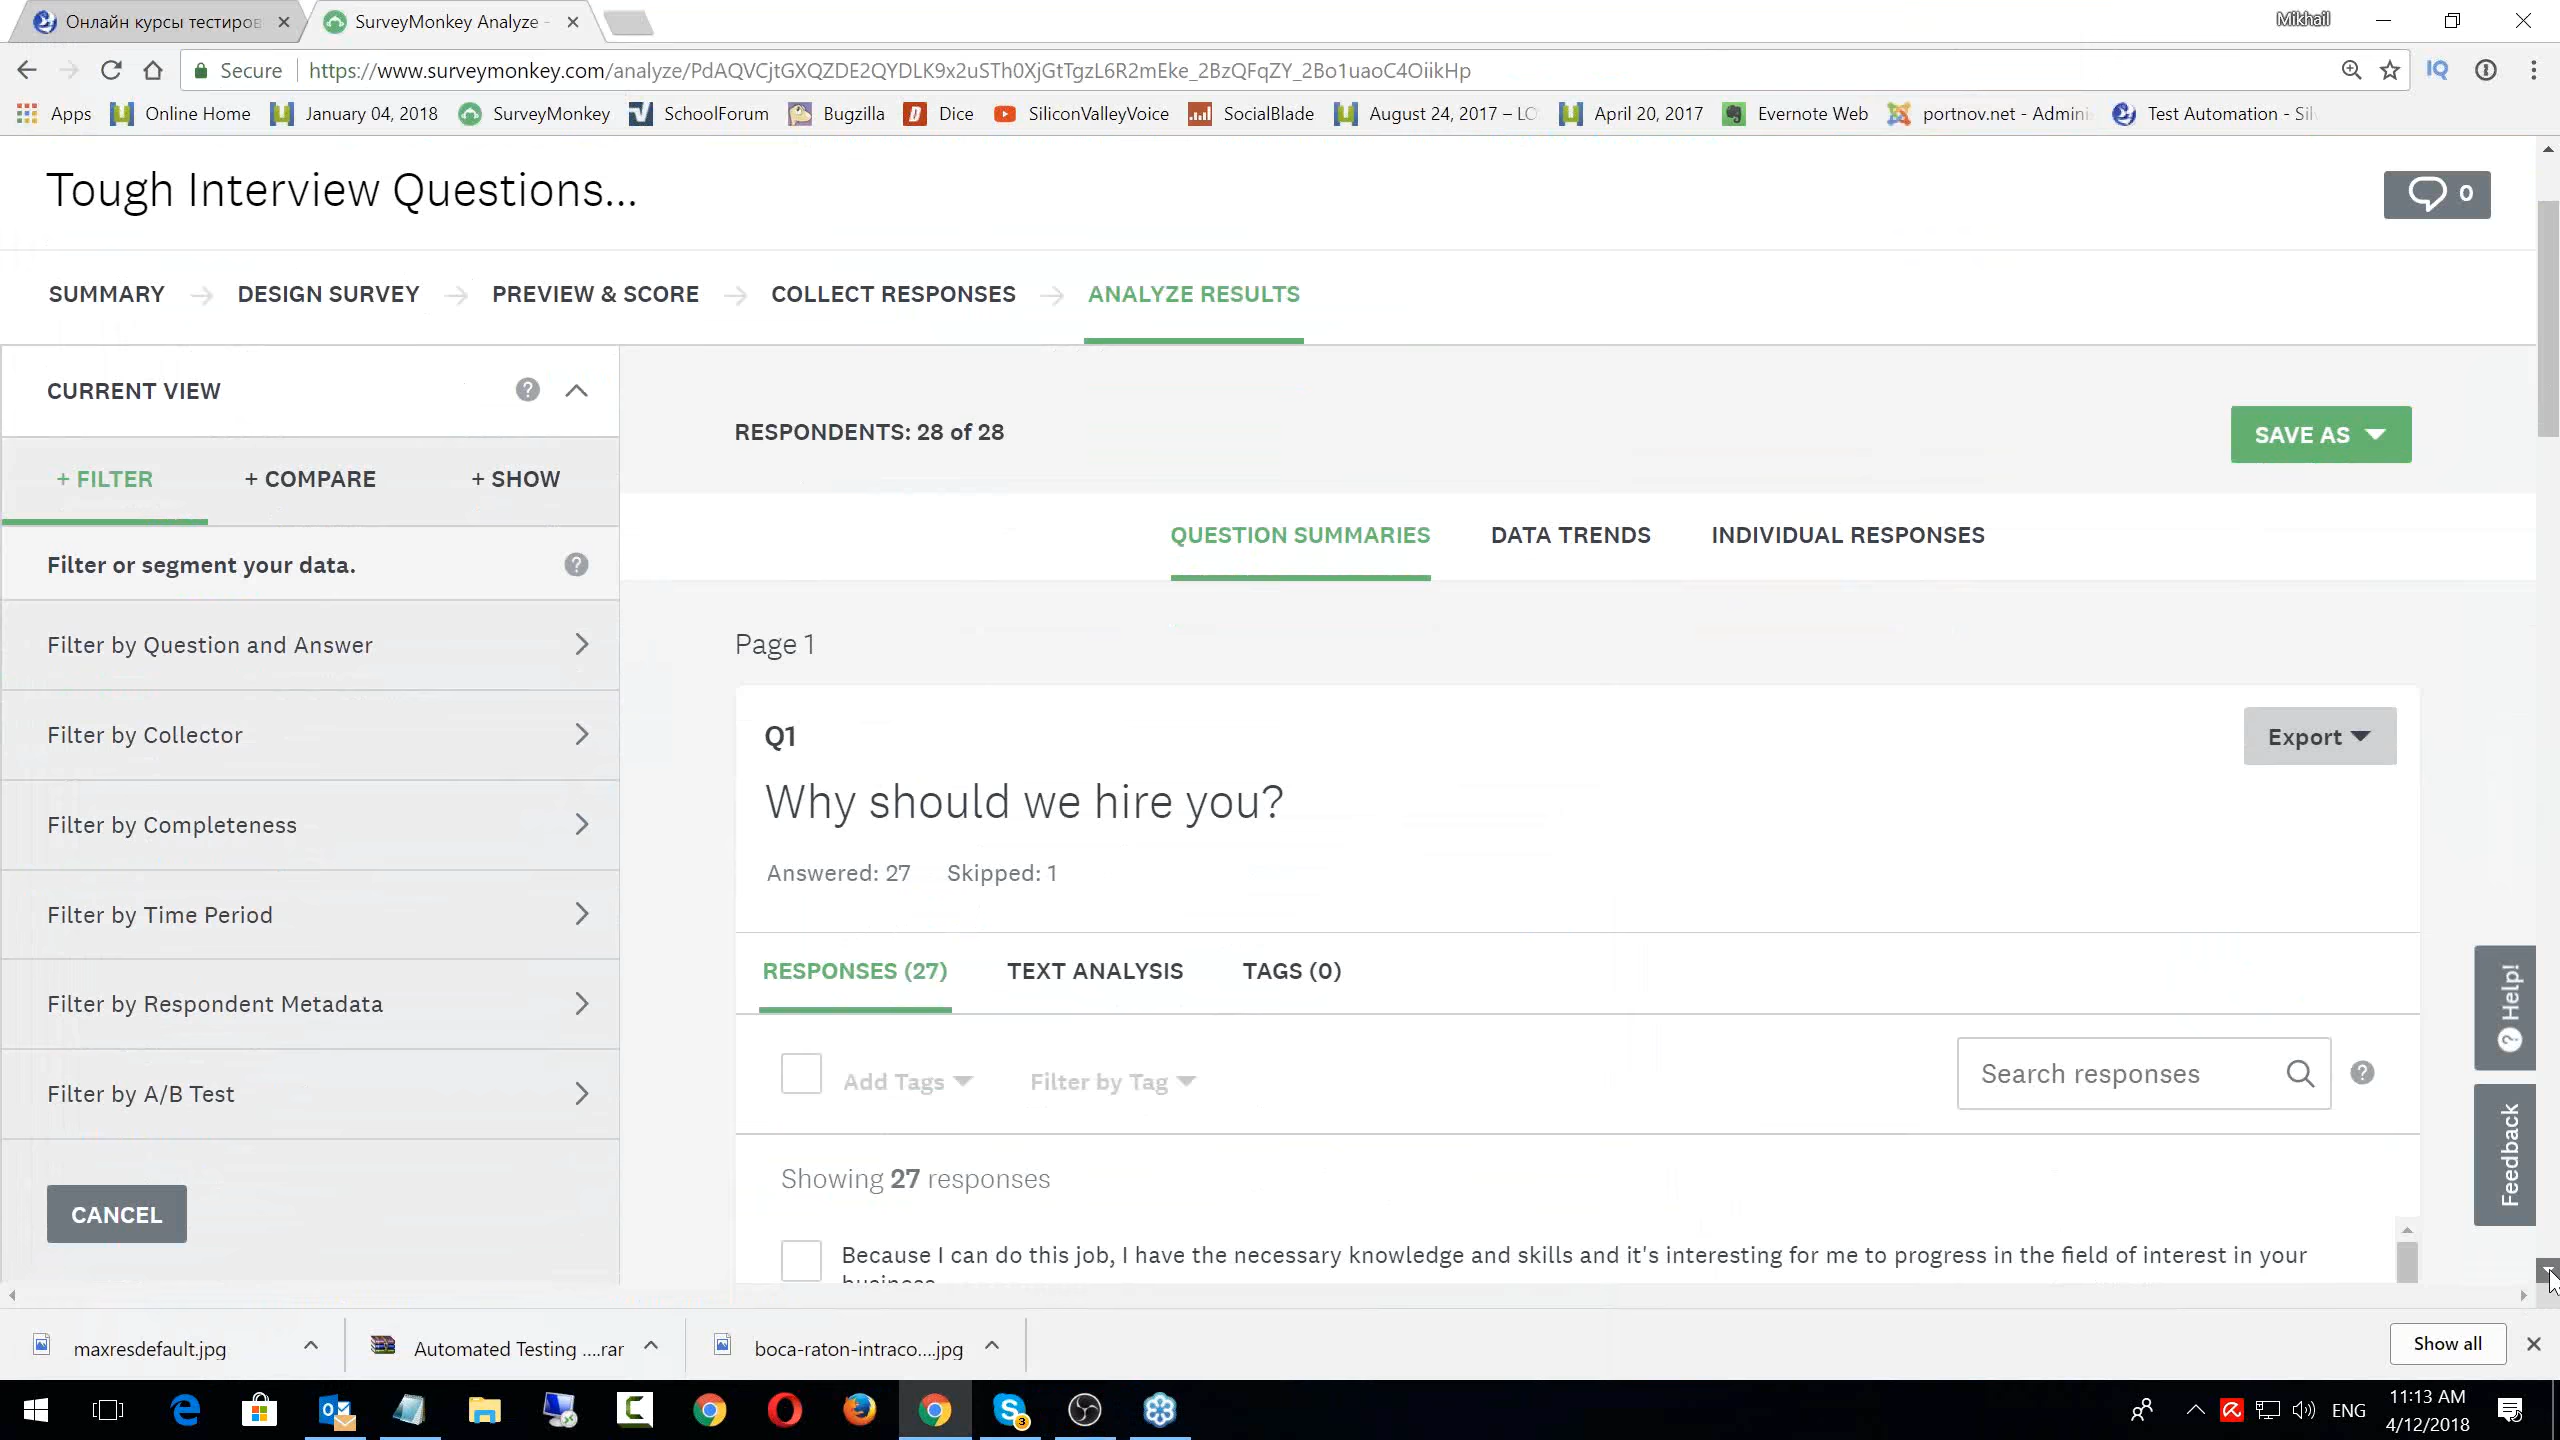 Онлайн курсы тестиров
SurveyMonkey Analyze -
Mikhail
Secure
https://www.surveymonkey.com/analyze/PdAQVCjtGXQZDE2QYDLK9x2uSTh0XjGtTgzL6R2mEke_2BzQFqZY_2Bo1uaoC4OiikHp
Apps Online Home January 04, 2018 SurveyMonkey SchoolForum Bugzilla Dice SiliconValleyVoice SocialBlade August 24, 2017 – LO April 20, 2017 Evernote Web portnov.net - Admini Test Automation - Sil
Tough Interview Questions...
0
SUMMARY DESIGN SURVEY PREVIEW & SCORE COLLECT RESPONSES ANALYZE RESULTS
CURRENT VIEW
+ FILTER + COMPARE + SHOW
Filter or segment your data.
Filter by Question and Answer
Filter by Collector
Filter by Completeness
Filter by Time Period
Filter by Respondent Metadata
Filter by A/B Test
CANCEL
RESPONDENTS: 28 of 28
SAVE AS
QUESTION SUMMARIES DATA TRENDS INDIVIDUAL RESPONSES
Page 1
Q1
Export
Why should we hire you?
Answered: 27 Skipped: 1
RESPONSES (27) TEXT ANALYSIS TAGS (0)
Add Tags Filter by Tag
Search responses
Showing 27 responses
Because I can do this job, I have the necessary knowledge and skills and it's interesting for me to progress in the field of interest in your
business
Help!
Feedback
maxresdefault.jpg
Automated Testing ....rar
boca-raton-intraco....jpg
Show all
3
ENG
11:13 AM
4/12/2018